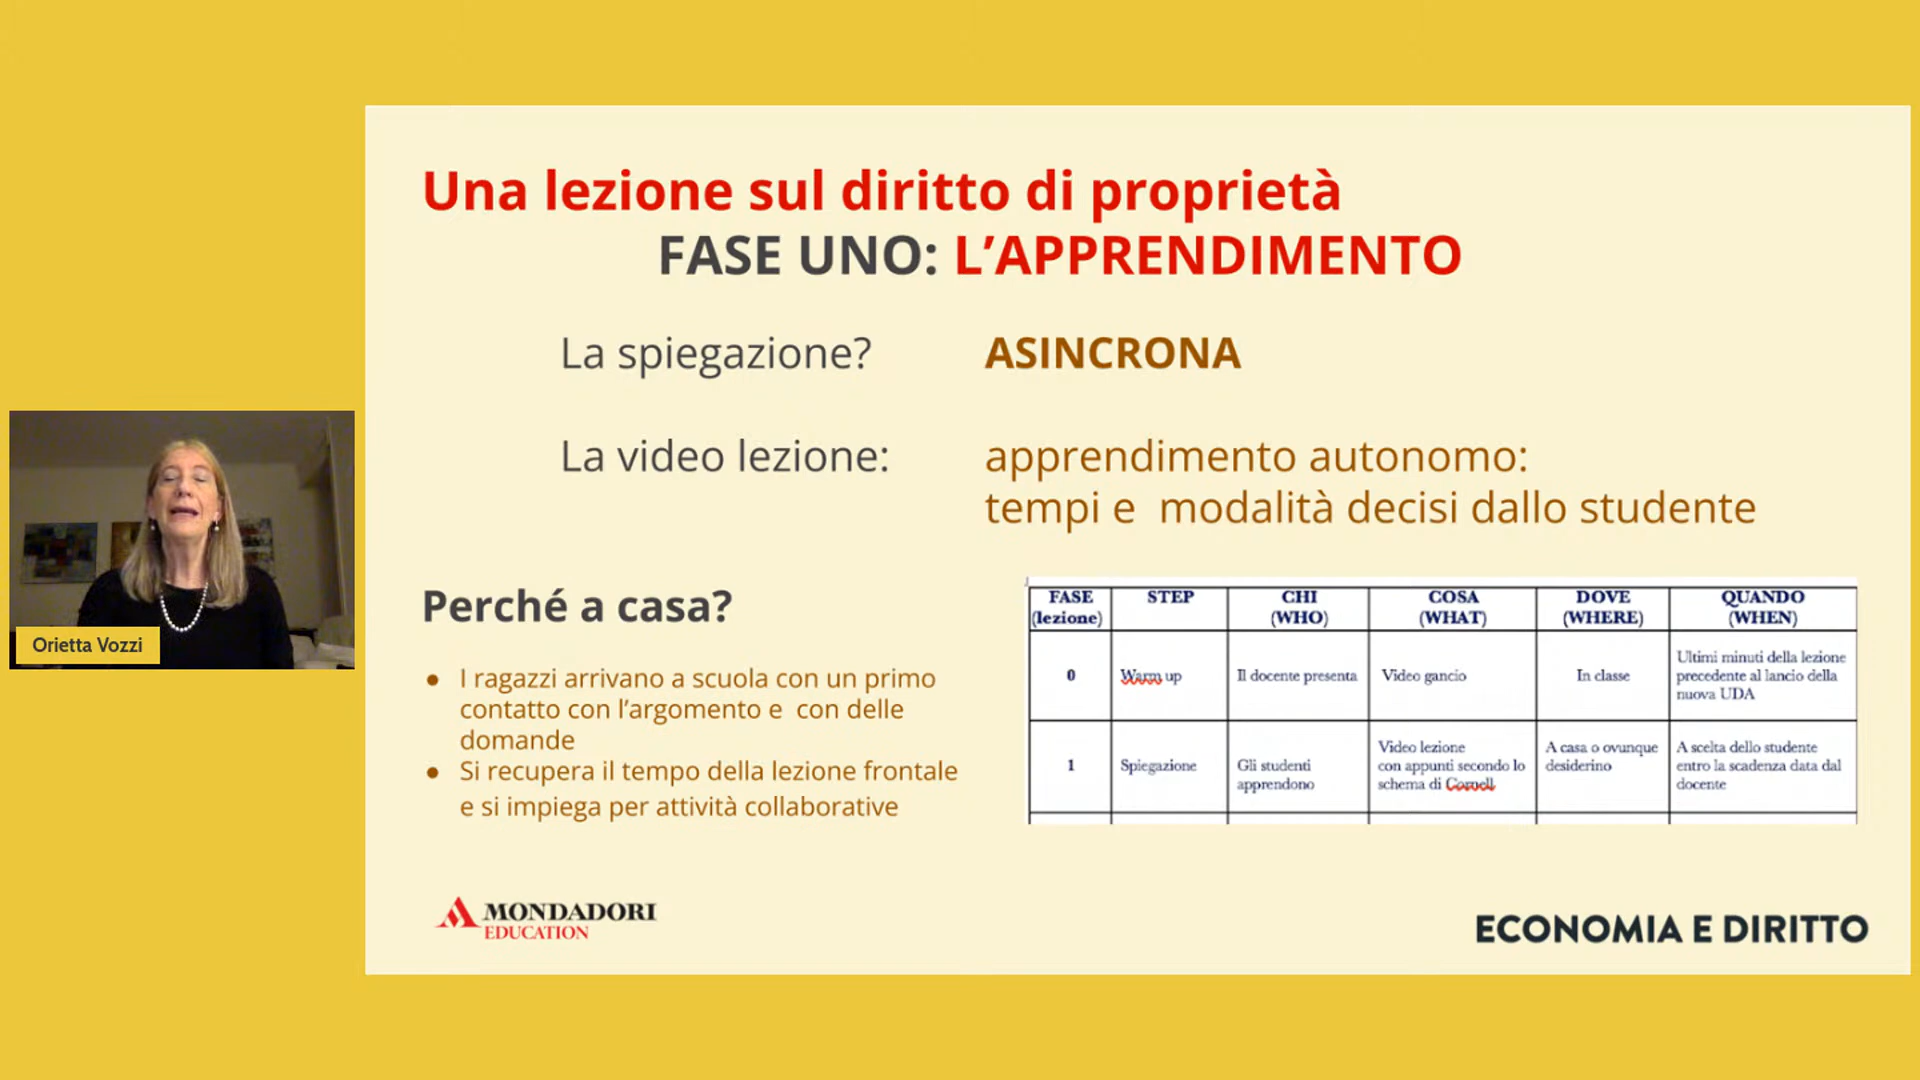 Una lezione sul diritto di proprietà
FASE UNO: L'APPRENDIMENTO
La spiegazione? ASINCRONA
La video lezione: apprendimento autonomo:
tempi e modalità decisi dallo studente
Orietta Vozzi
Perché a casa?
• I ragazzi arrivano a scuola con un primo
contatto con l'argomento e con delle
domande
• Si recupera il tempo della lezione frontale
e si impiega per attività collaborative
FASE STEP CHI COSA DOVE QUANDO
(lezione) (WHO) (WHAT) (WHERE) (WHEN)
0 Warm up Il docente presenta Video gancio In classe Ultimi minuti della lezione
precedente al lancio della
nuova UDA
1 Spiegazione Gli studenti
apprendono
Video lezione
con appunti secondo lo
schema di Cornell
A casa o ovunque
desiderino
A scelta dello studente
entro la scadenza data dal
docente
MONDADORI
EDUCATION
ECONOMIA E DIRITTO